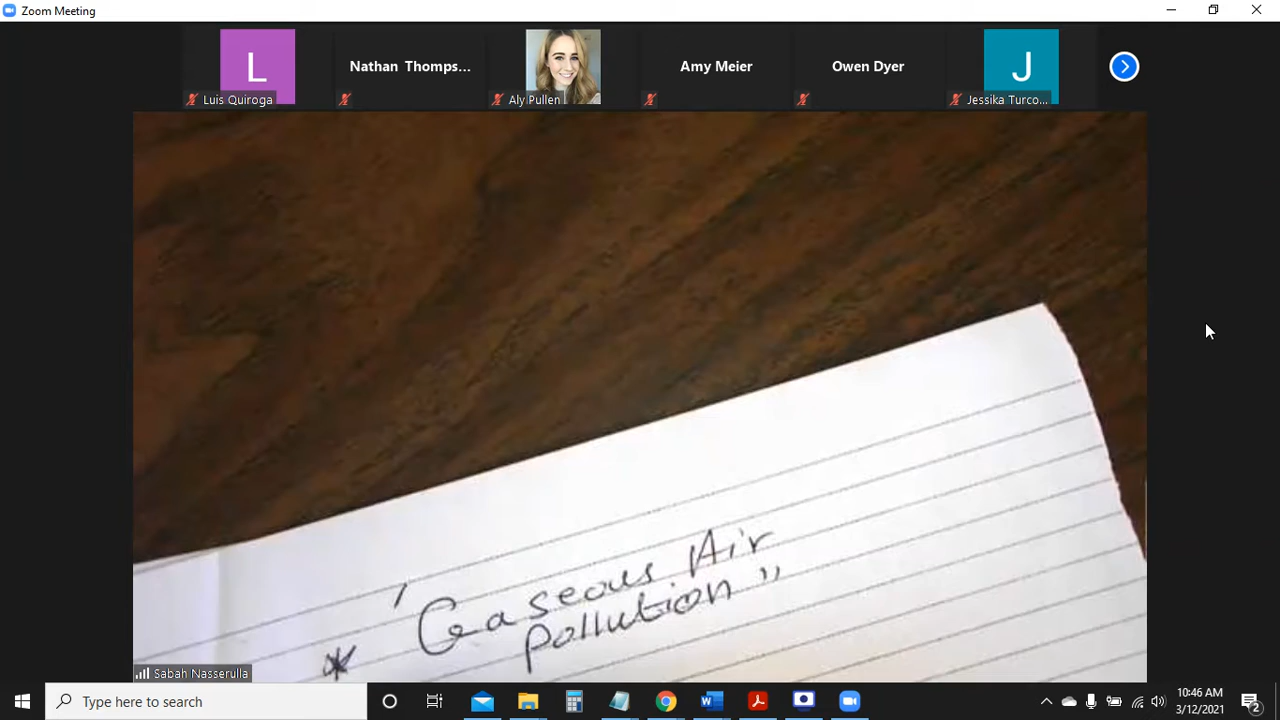 Zoom Meeting
L
Luis Quiroga
Nathan Thomps...
Aly Pullen
Amy Meier
Owen Dyer
J
Jessika Turco...
" Gaseous Air
* Pollution "
Sabah Nasserulla
Type here to search
10:46 AM
3/12/2021
2